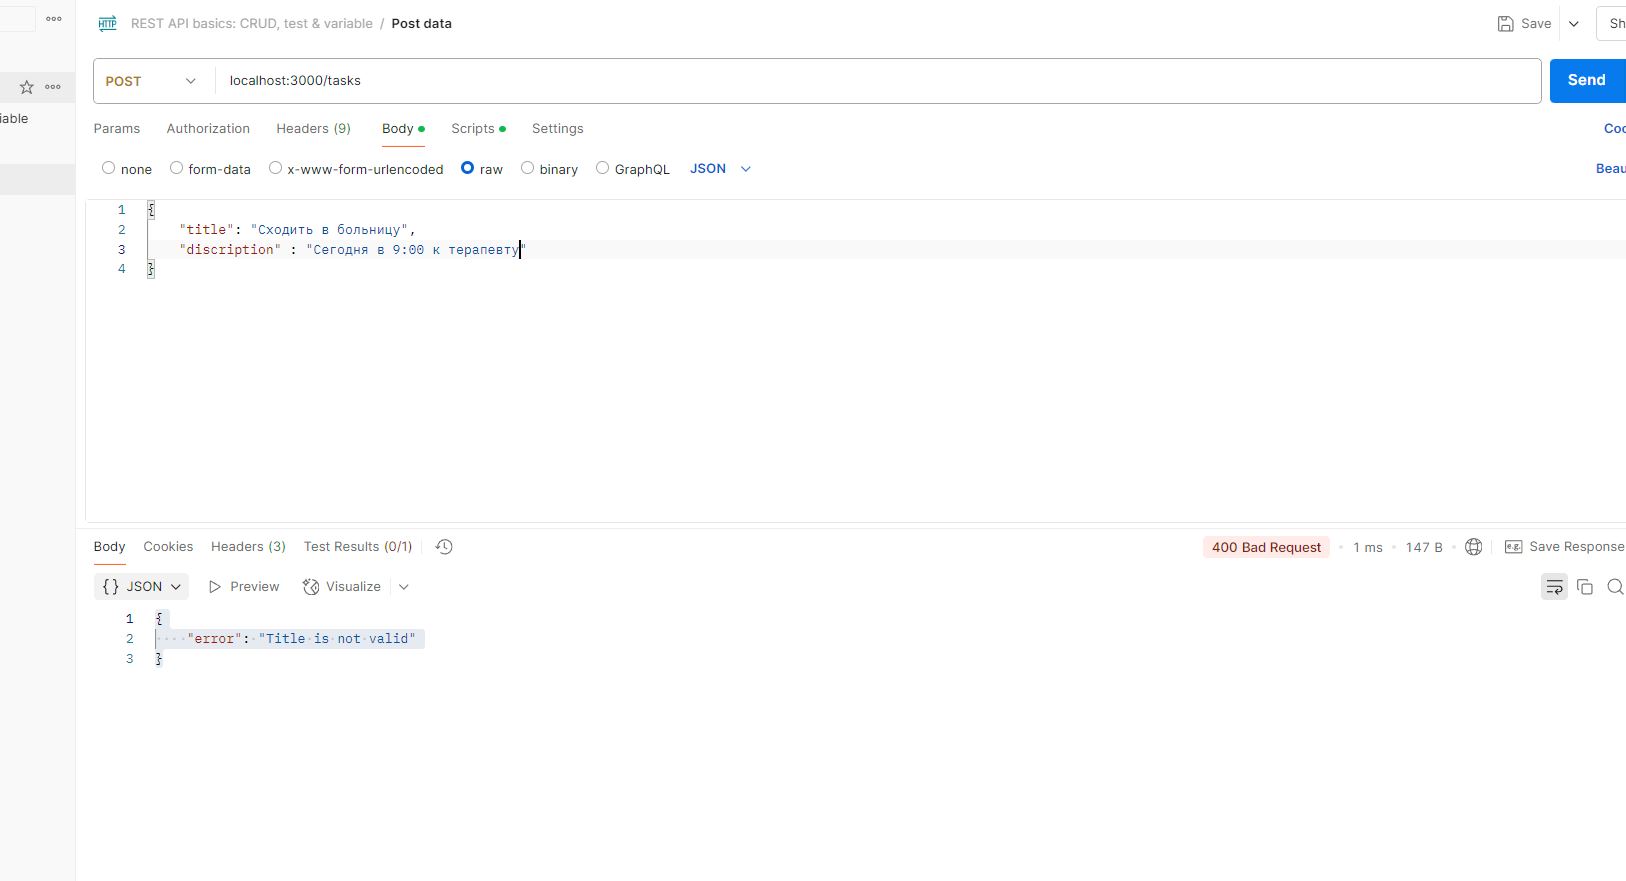 HTTP REST API basics: CRUD, test & variable / Post data
Save
Sh
POST localhost:3000/tasks
Send
iable
Params Authorization Headers (9) Body Scripts Settings
Coo
none form-data x-www-form-urlencoded raw binary GraphQL JSON
Beau
1 {
2 "title": "Сходить в больницу",
3 "discription" : "Сегодня в 9:00 к терапевту"
4 }
Body Cookies Headers (3) Test Results (0/1)
400 Bad Request • 1 ms • 147 B • e.g. Save Response
{} JSON Preview Visualize
1 {
2 "error": "Title is not valid"
3 }